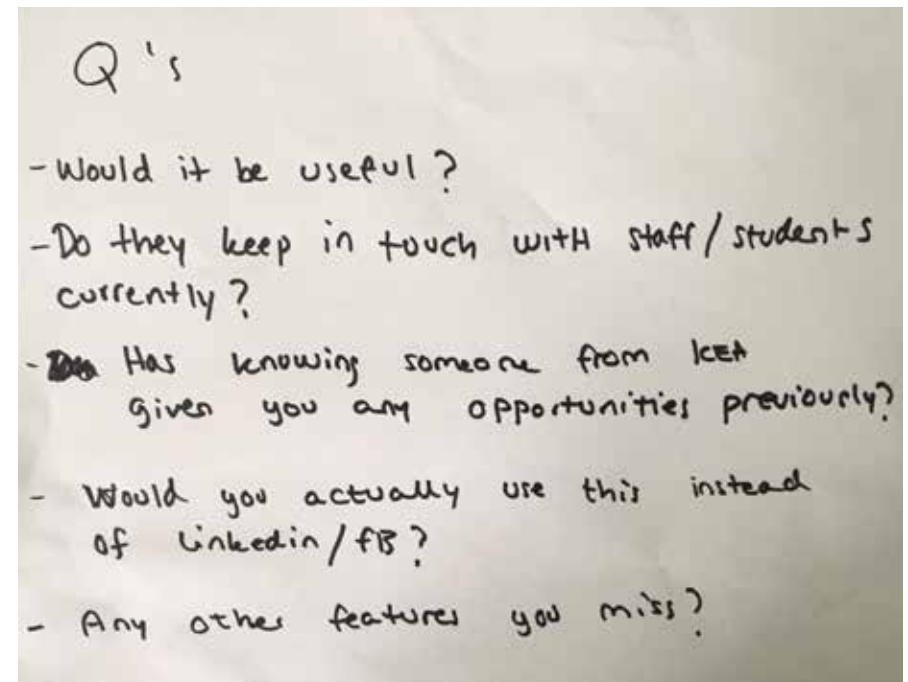 Q's
- Would it be useful?
- Do they keep in touch with staff/students
currently?
- Has knowing someone from KEA
given you any opportunities previously?
- Would you actually use this instead
of Linkedin/FB?
- Any other features you miss?